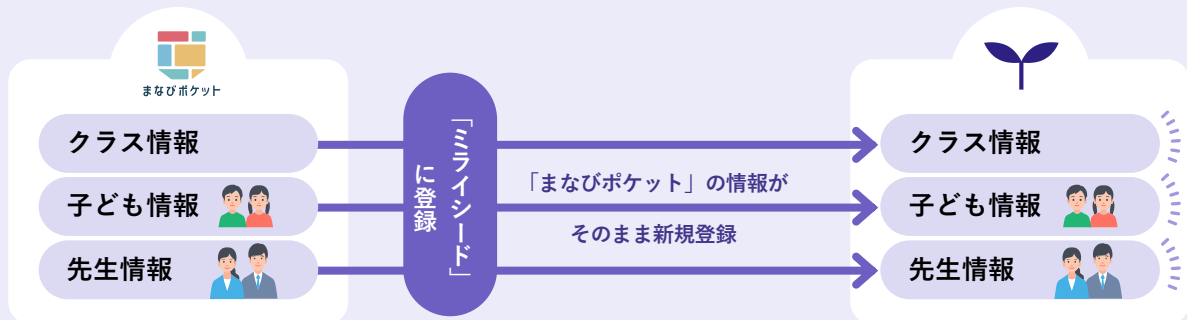 まなびポケット
クラス情報
子ども情報
先生情報
「ミライシード」
に登録
「まなびポケット」の情報が
そのまま新規登録
クラス情報
子ども情報
先生情報